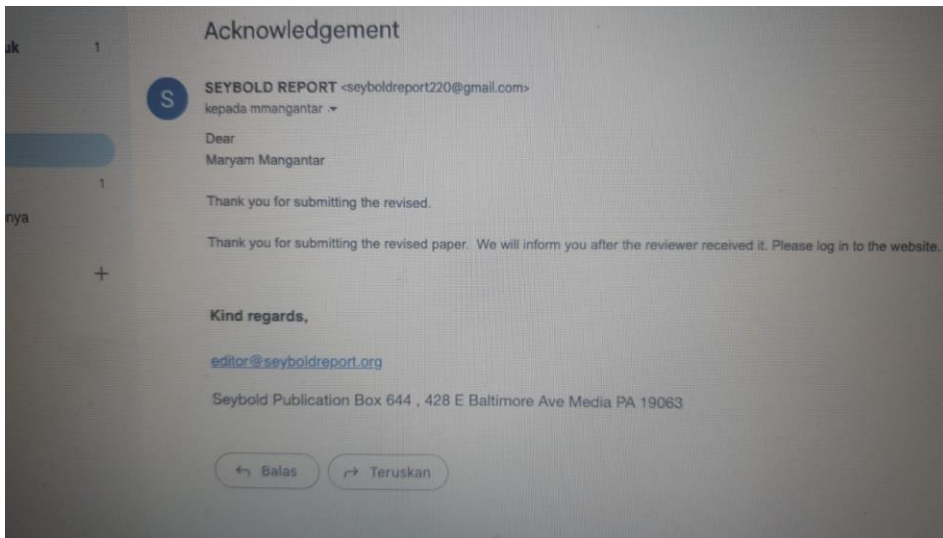 Acknowledgement
uk 1
SEYBOLD REPORT <seyboldreport220@gmail.com>
S
kepada mmangantar
Dear
Maryam Mangantar
1
Thank you for submitting the revised.
nya
Thank you for submitting the revised paper. We will inform you after the reviewer received it. Please log in to the website.
+
Kind regards,
editor@seyboldreport.org
Seybold Publication Box 644 , 428 E Baltimore Ave Media PA 19063
Balas Teruskan